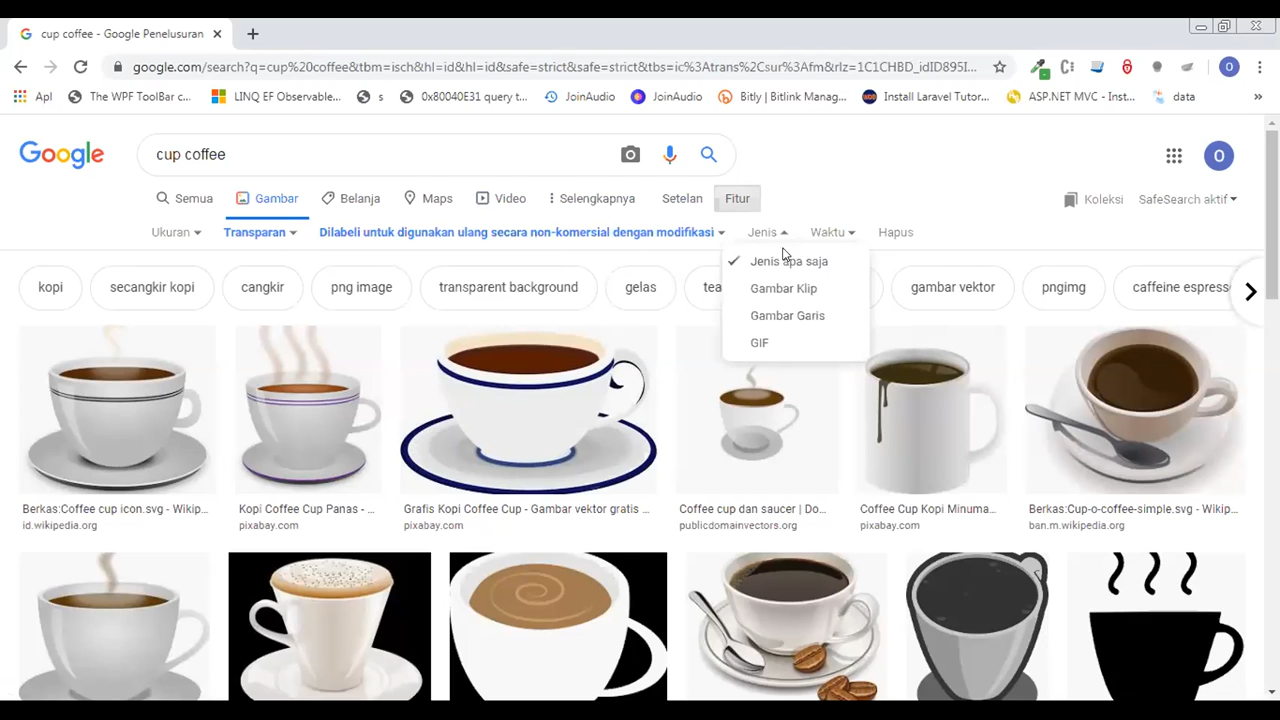 cup coffee - Google Penelusuran
google.com/search?q=cup%20coffee&tbm=isch&hl=id&hl=id&safe=strict&safe=strict&tbs=ic%3Atrans%2Csur%3Afm&rlz=1C1CHBD_idID895I...
O
Apl
The WPF ToolBar c...
LINQ EF Observable...
s
0x80040E31 query t...
JoinAudio
JoinAudio
Bitly | Bitlink Manag...
Install Laravel Tutor...
ASP.NET MVC - Inst...
data
»
Google
cup coffee
O
Semua
Gambar
Belanja
Maps
Video
Selengkapnya
Setelan
Fitur
Koleksi
SafeSearch aktif
Ukuran
Transparan
Dilabeli untuk digunakan ulang secara non-komersial dengan modifikasi
Jenis
Waktu
Hapus
Jenis apa saja
Gambar Klip
Gambar Garis
GIF
kopi
secangkir kopi
cangkir
png image
transparent background
gelas
tea
gambar vektor
pngimg
caffeine espress
Berkas:Coffee cup icon.svg - Wikip...
id.wikipedia.org
Kopi Coffee Cup Panas - ...
pixabay.com
Grafis Kopi Coffee Cup - Gambar vektor gratis ...
pixabay.com
Coffee cup dan saucer | Do...
publicdomainvectors.org
Coffee Cup Kopi Minuma...
pixabay.com
Berkas:Cup-o-coffee-simple.svg - Wikip...
ban.m.wikipedia.org